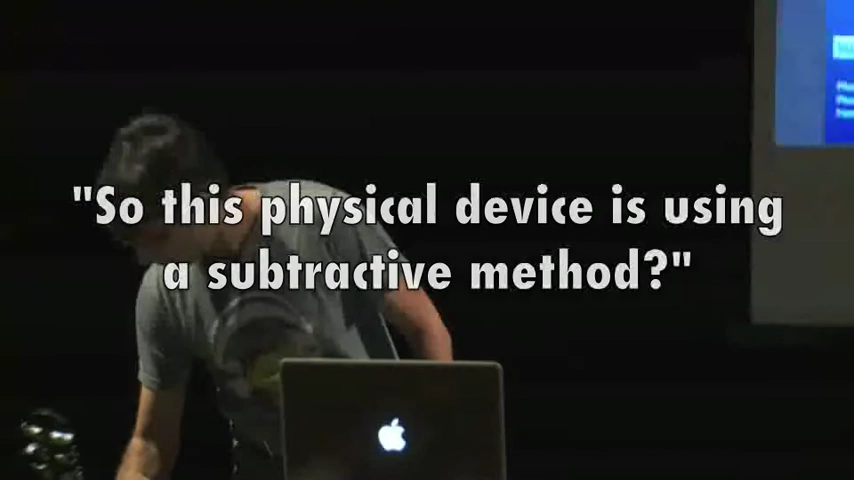 "So this physical device is using
a subtractive method?"